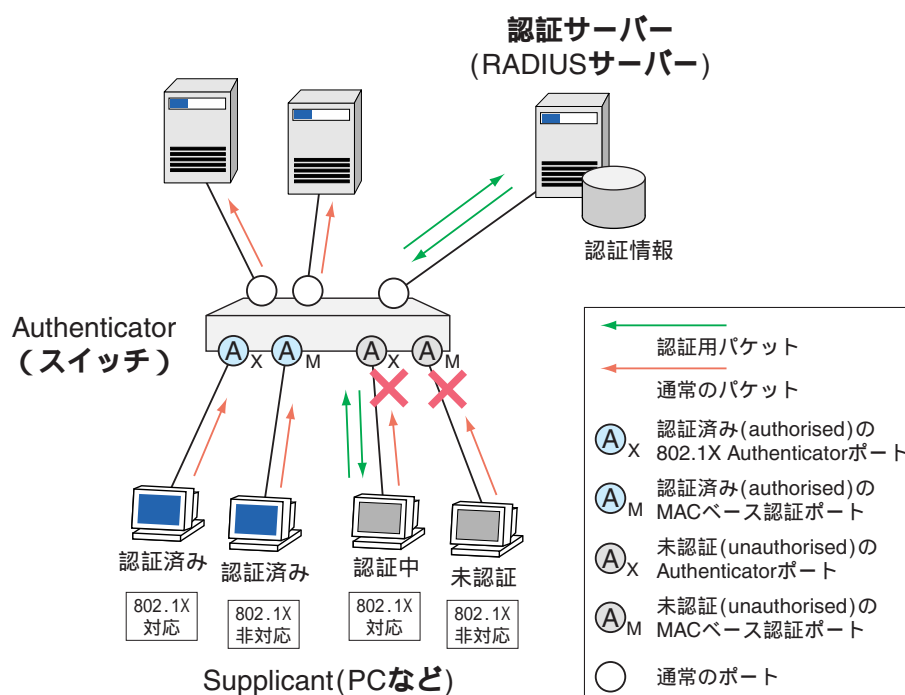 認証サーバー
(RADIUSサーバー)
認証情報
Authenticator
(スイッチ)
A X
A M
A X
A M
認証済み
認証済み
認証中
未認証
802.1X
対応
802.1X
非対応
802.1X
対応
802.1X
非対応
Supplicant(PCなど)
認証用パケット
通常のパケット
A X
認証済み(authorised)の
802.1X Authenticatorポート
A M
認証済み(authorised)の
MACベース認証ポート
A X
未認証(unauthorised)の
Authenticatorポート
A M
未認証(unauthorised)の
MACベース認証ポート
通常のポート